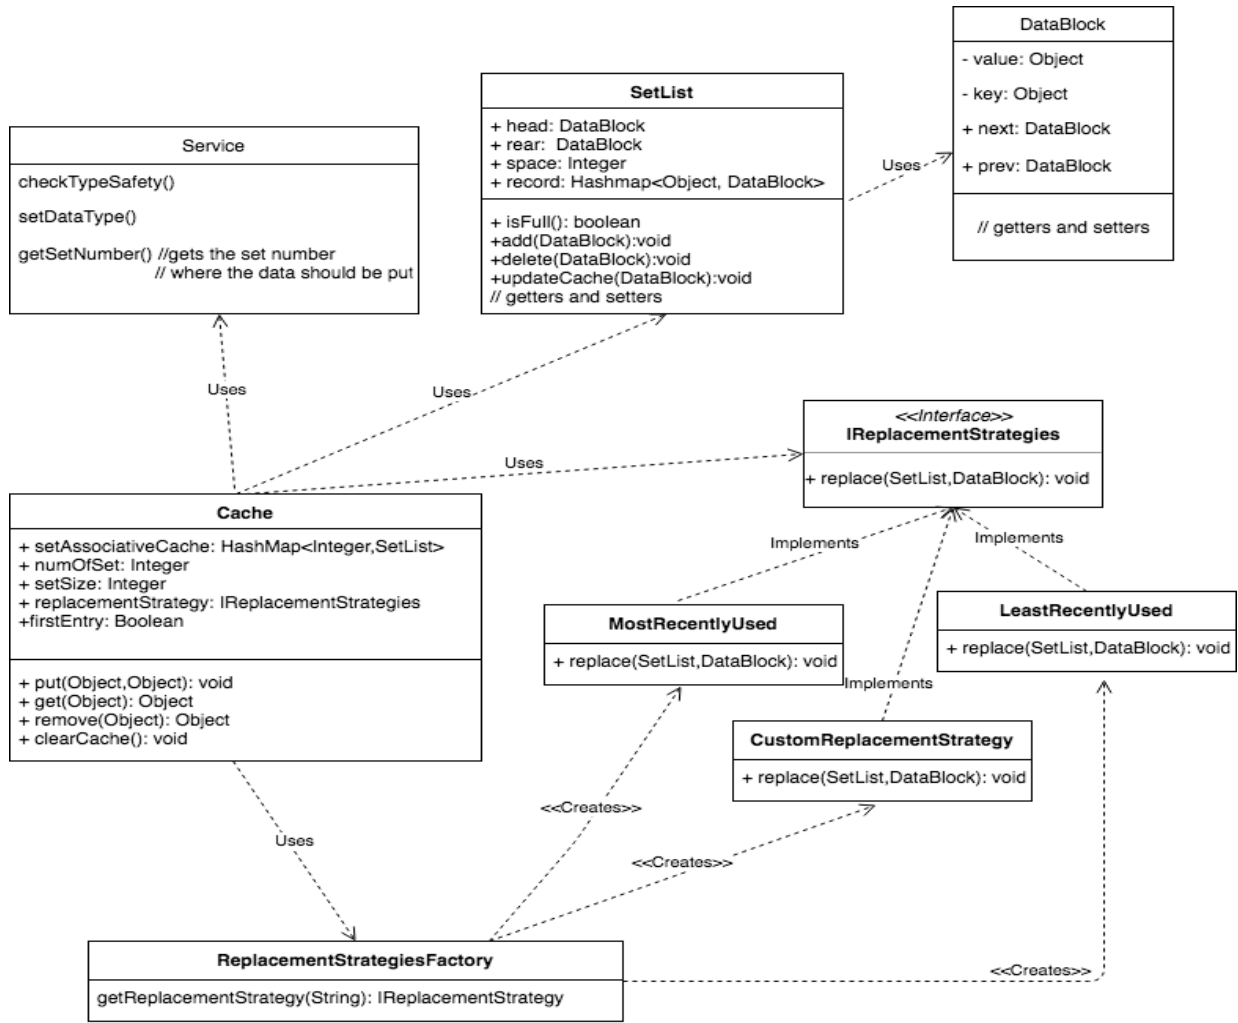 DataBlock
- value: Object
- key: Object
+ next: DataBlock
+ prev: DataBlock
// getters and setters
SetList
+ head: DataBlock
+ rear:  DataBlock
+ space: Integer
+ record: Hashmap<Object, DataBlock>
+ isFull(): boolean
+add(DataBlock):void
+delete(DataBlock):void
+updateCache(DataBlock):void
// getters and setters
Uses
Service
checkTypeSafety()
setDataType()
getSetNumber() //gets the set number
// where the data should be put
Uses
Uses
Uses
<<Interface>>
IReplacementStrategies
+ replace(SetList,DataBlock): void
Cache
+ setAssociativeCache: HashMap<Integer,SetList>
+ numOfSet: Integer
+ setSize: Integer
+ replacementStrategy: IReplacementStrategies
+firstEntry: Boolean
+ put(Object,Object): void
+ get(Object): Object
+ remove(Object): Object
+ clearCache(): void
Implements
Implements
Implements
MostRecentlyUsed
+ replace(SetList,DataBlock): void
LeastRecentlyUsed
+ replace(SetList,DataBlock): void
CustomReplacementStrategy
+ replace(SetList,DataBlock): void
<<Creates>>
Uses
<<Creates>>
<<Creates>>
ReplacementStrategiesFactory
getReplacementStrategy(String): IReplacementStrategy